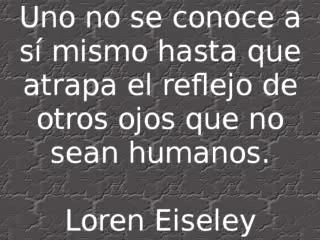 Uno no se conoce a
sí mismo hasta que
atrapa el reflejo de
otros ojos que no
sean humanos.
Loren Eiseley